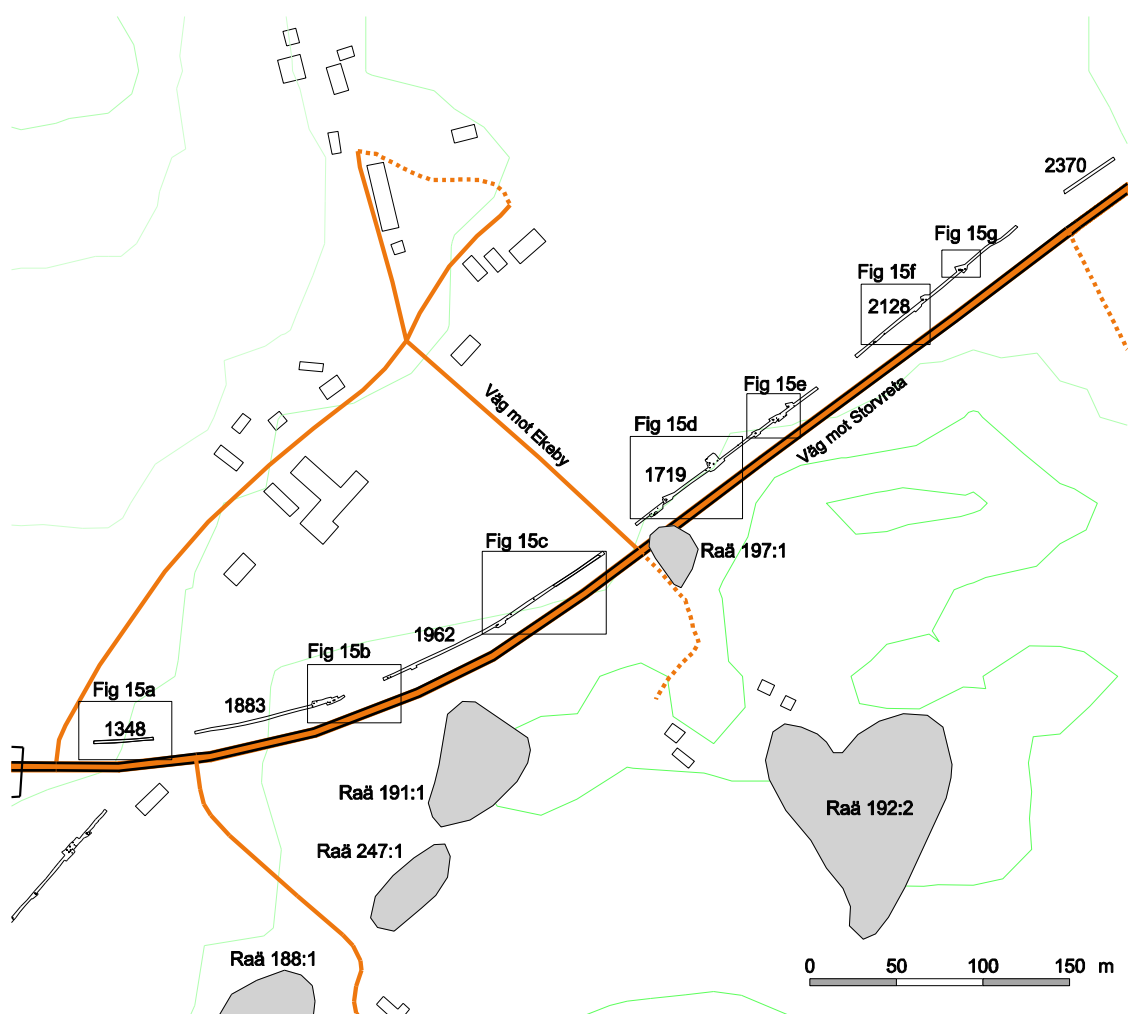 2370
Fig 15g
Fig 15f
2128
Fig 15e
Väg mot Ekeby
Väg mot Storvreta
Fig 15d
1719
Fig 15c
Raä 197:1
1962
Fig 15b
Fig 15a
1883
1348
Raä 191:1
Raä 192:2
Raä 247:1
Raä 188:1
0 50 100 150 m